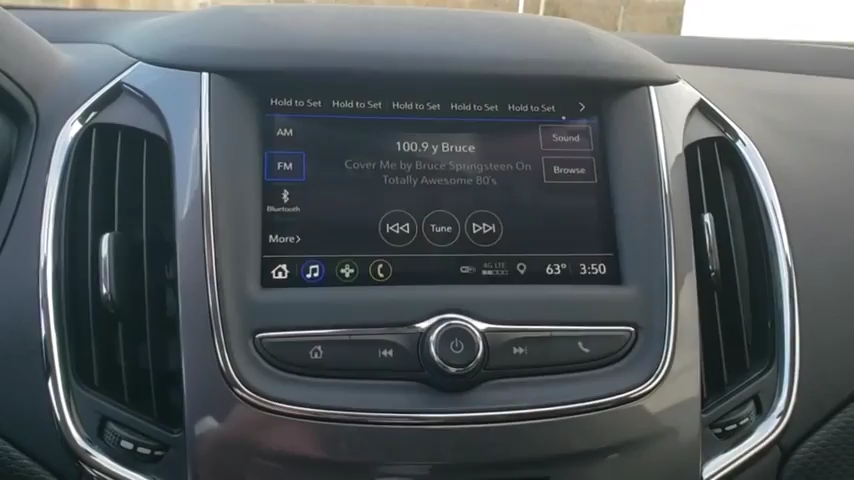 Hold to Set Hold to Set Hold to Set Hold to Set Hold to Set
AM
100.9 y Bruce
Sound
FM
Cover Me by Bruce Springsteen On
Totally Awesome 80's
Browse
Bluetooth
Tune
More
4G LTE
63° 3:50